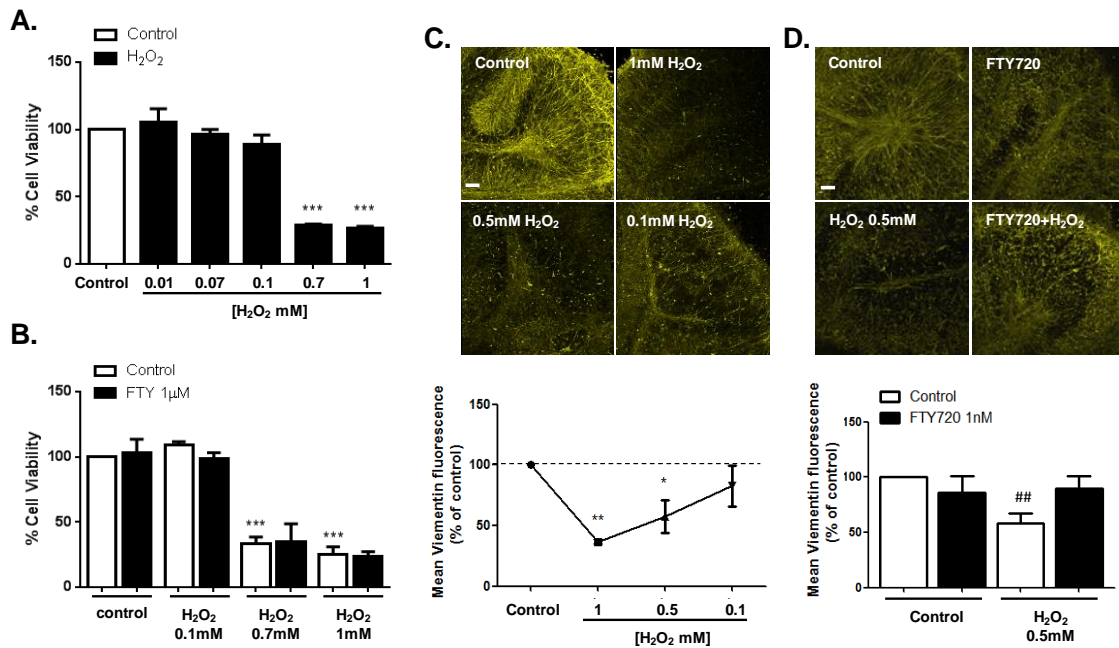 A.
Control
H₂O₂
% Cell Viability
150
100
50
0
***
***
Control
0.01
0.07
0.1
0.7
1
[H₂O₂ mM]
B.
Control
FTY 1µM
% Cell Viability
150
100
50
0
***
***
control
H₂O₂ 0.1mM
H₂O₂ 0.7mM
H₂O₂ 1mM
C.
Control
1mM H₂O₂
0.5mM H₂O₂
0.1mM H₂O₂
Mean Viementin fluorescence
(% of control)
150
100
50
0
**
*
Control
1
0.5
0.1
[H₂O₂ mM]
D.
Control
FTY720
H₂O₂ 0.5mM
FTY720+H₂O₂
Control
FTY720 1nM
Mean Viementin fluorescence
(% of control)
150
100
50
0
##
Control
H₂O₂
0.5mM